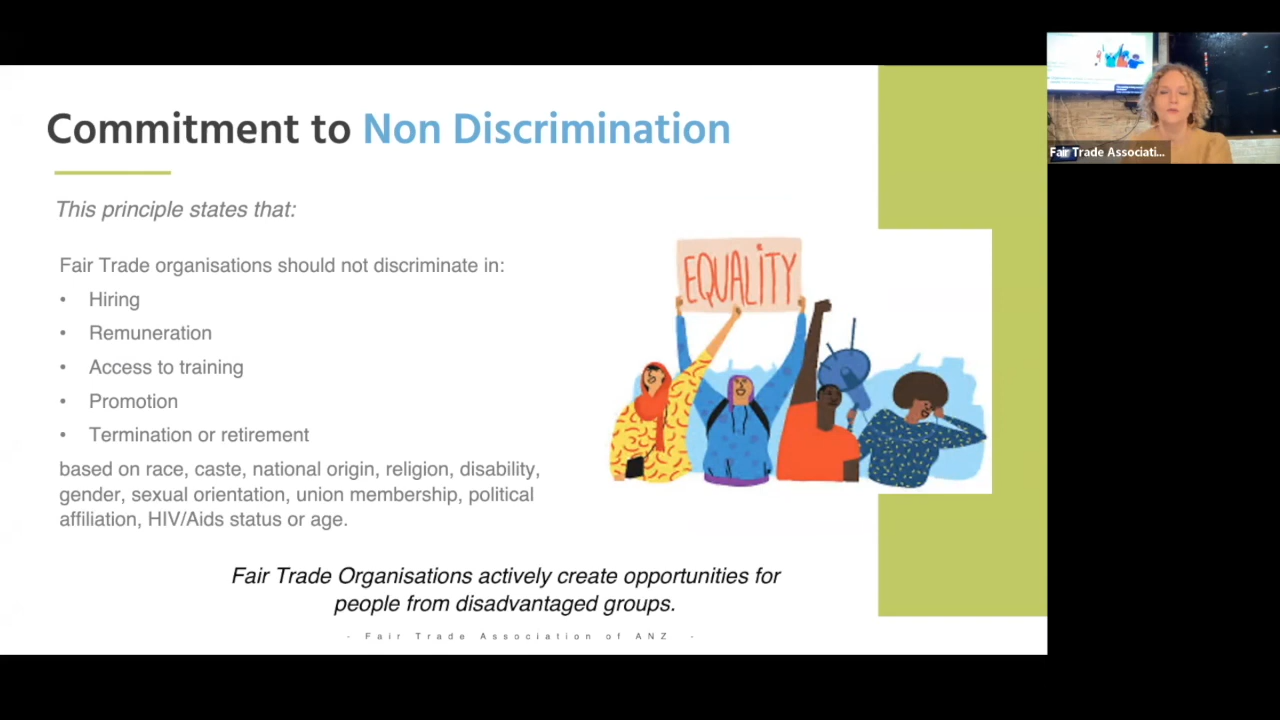 Commitment to Non Discrimination
This principle states that:
Fair Trade organisations should not discriminate in:
• Hiring
• Remuneration
• Access to training
• Promotion
• Termination or retirement
based on race, caste, national origin, religion, disability,
gender, sexual orientation, union membership, political
affiliation, HIV/Aids status or age.
EQUALITY
Fair Trade Organisations actively create opportunities for
people from disadvantaged groups.
- Fair Trade Association of ANZ -
Fair Trade Associati...